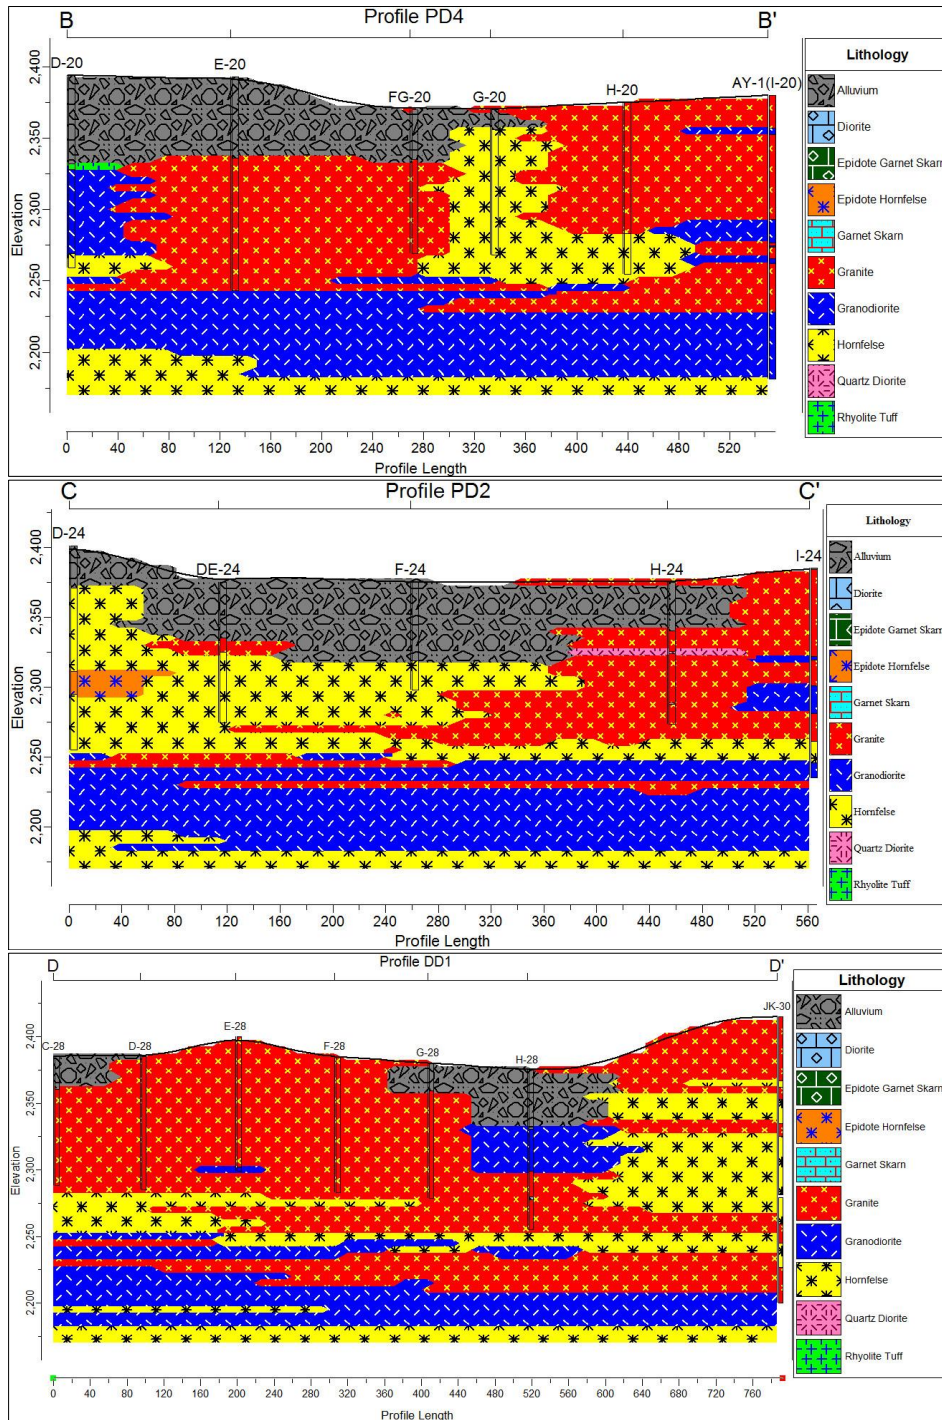 B Profile PD4 B'
D-20 E-20 FG-20 G-20 H-20 AY-1(I-20)
Elevation
2,400
2,350
2,300
2,250
2,200
0 40 80 120 160 200 240 280 320 360 400 440 480 520
Profile Length
Lithology
Alluvium
Diorite
Epidote Garnet Skarn
Epidote Hornfelse
Garnet Skarn
Granite
Granodiorite
Hornfelse
Quartz Diorite
Rhyolite Tuff
C Profile PD2 C'
D-24 DE-24 F-24 H-24 I-24
Elevation
2,400
2,350
2,300
2,250
2,200
0 40 80 120 160 200 240 280 320 360 400 440 480 520 560
Profile Length
Lithology
Alluvium
Diorite
Epidote Garnet Skarn
Epidote Hornfelse
Garnet Skarn
Granite
Granodiorite
Hornfelse
Quartz Diorite
Rhyolite Tuff
D Profile DD1 D'
C-28 D-28 E-28 F-28 G-28 H-28 JK-30
Elevation
2,400
2,350
2,300
2,250
2,200
0 40 80 120 160 200 240 280 320 360 400 440 480 520 560 600 640 680 720 760
Profile Length
Lithology
Alluvium
Diorite
Epidote Garnet Skarn
Epidote Hornfelse
Garnet Skarn
Granite
Granodiorite
Hornfelse
Quartz Diorite
Rhyolite Tuff